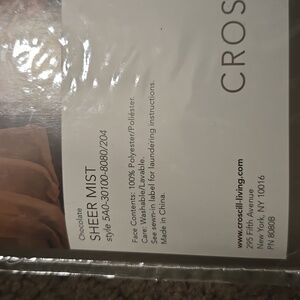 CROS
Chocolate
SHEER MIST
style 5A0-30100-8080/204
Face Contents: 100% Polyester/Poliéster.
Care: Washable/Lavable.
See sewn-in label for laundering instructions.
Made in China.
www.croscill-living.com
295 Fifth Avenue
New York, NY 10016
PN 8080B